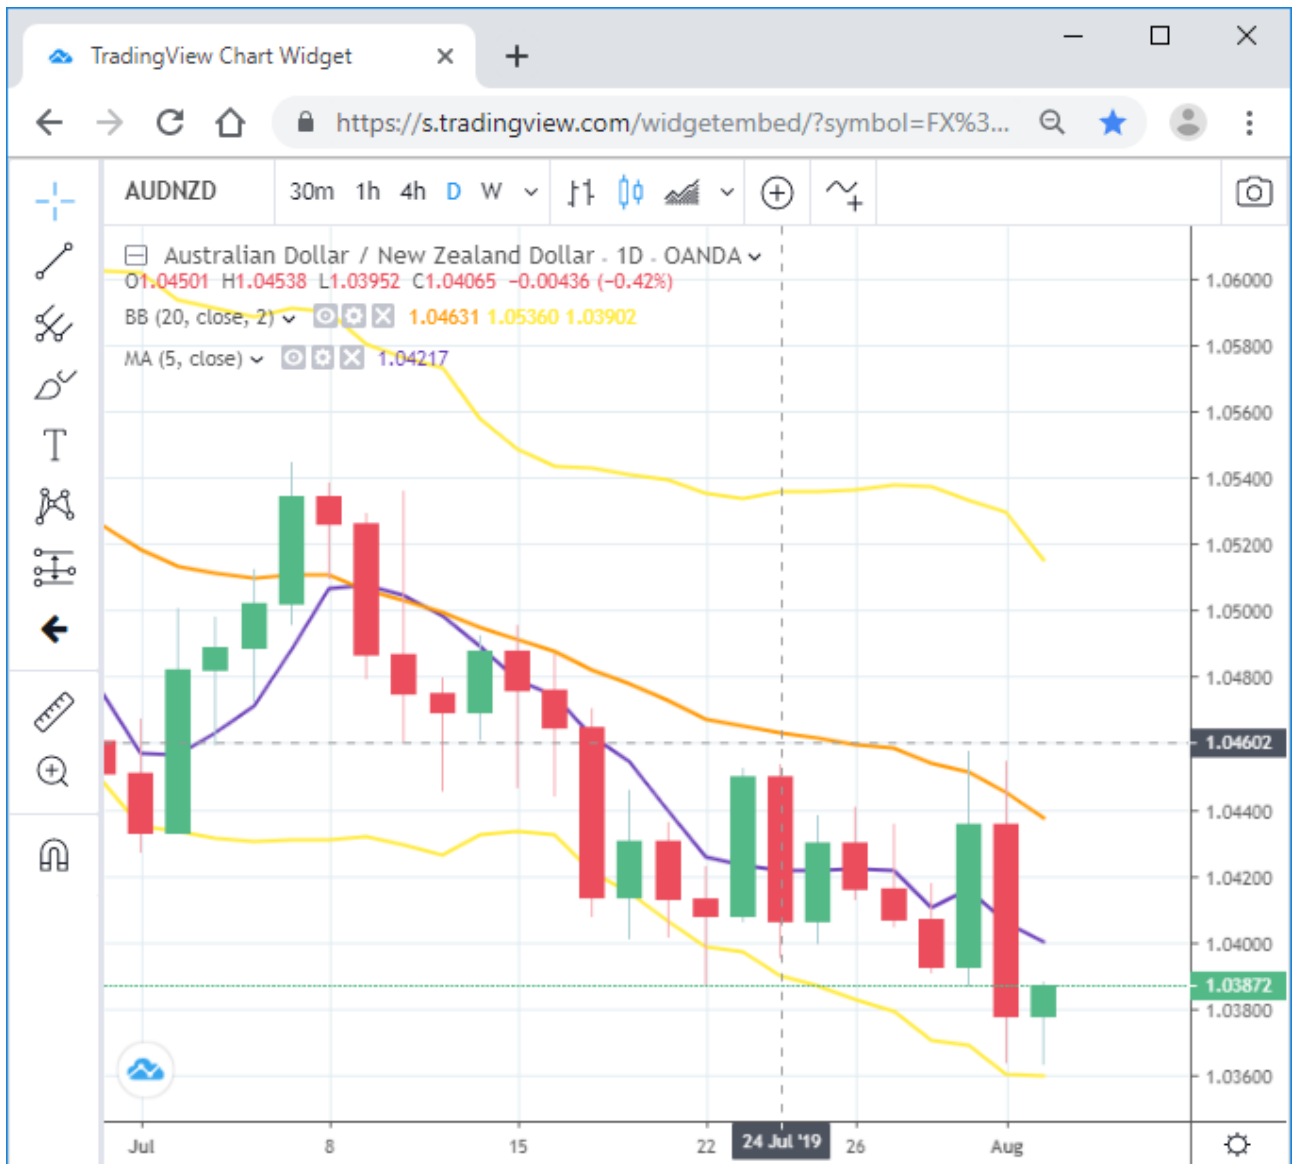 TradingView Chart Widget
https://s.tradingview.com/widgetembed/?symbol=FX%3...
AUDNZD 30m 1h 4h D W
Australian Dollar / New Zealand Dollar · 1D · OANDA
O1.04501 H1.04538 L1.03952 C1.04065 −0.00436 (−0.42%)
BB (20, close, 2) 1.04631 1.05360 1.03902
MA (5, close) 1.04217
T
1.06000
1.05800
1.05600
1.05400
1.05200
1.05000
1.04800
1.04602
1.04400
1.04200
1.04000
1.03872
1.03800
1.03600
Jul 8 15 22 24 Jul '19 26 Aug